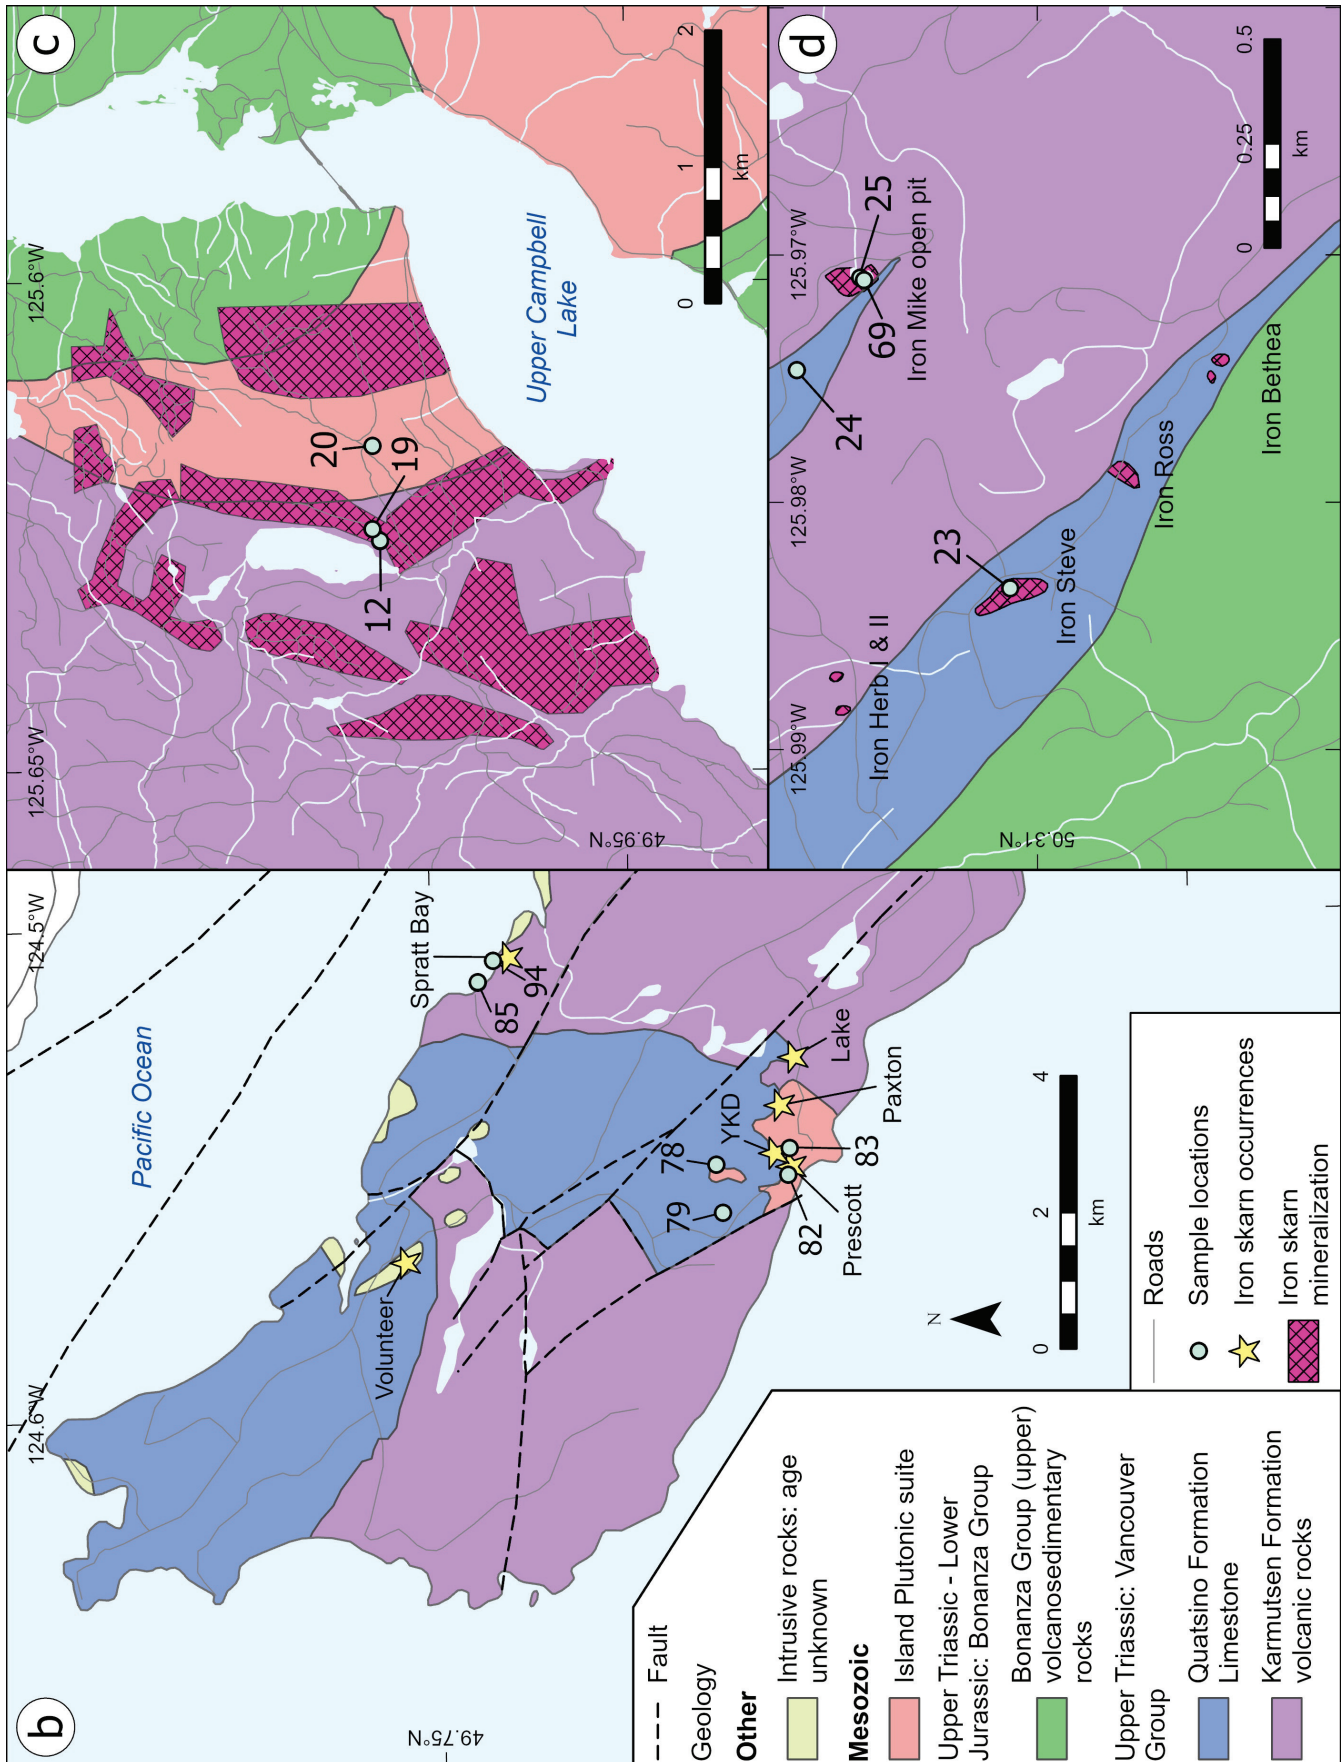 b
124.6°W
124.5°W
49.75°N
Pacific Ocean
Volunteer
Spratt Bay
85
94
79
78
YKD
82
83
Prescott
Paxton
Lake
N
0
2
4
km
Fault
Geology
Other
Intrusive rocks: age
unknown
Mesozoic
Island Plutonic suite
Upper Triassic - Lower
Jurassic: Bonanza Group
Bonanza Group (upper)
volcanosedimentary
rocks
Upper Triassic: Vancouver
Group
Quatsino Formation
Limestone
Karmutsen Formation
volcanic rocks
Roads
Sample locations
Iron skarn occurrences
Iron skarn
mineralization
c
125.65°W
125.6°W
49.95°N
20
19
12
Upper Campbell
Lake
0
1
2
km
d
125.99°W
125.98°W
125.97°W
50.31°N
24
69
25
Iron Mike open pit
23
Iron Herb I & II
Iron Steve
Iron Ross
Iron Bethea
0
0.25
0.5
km